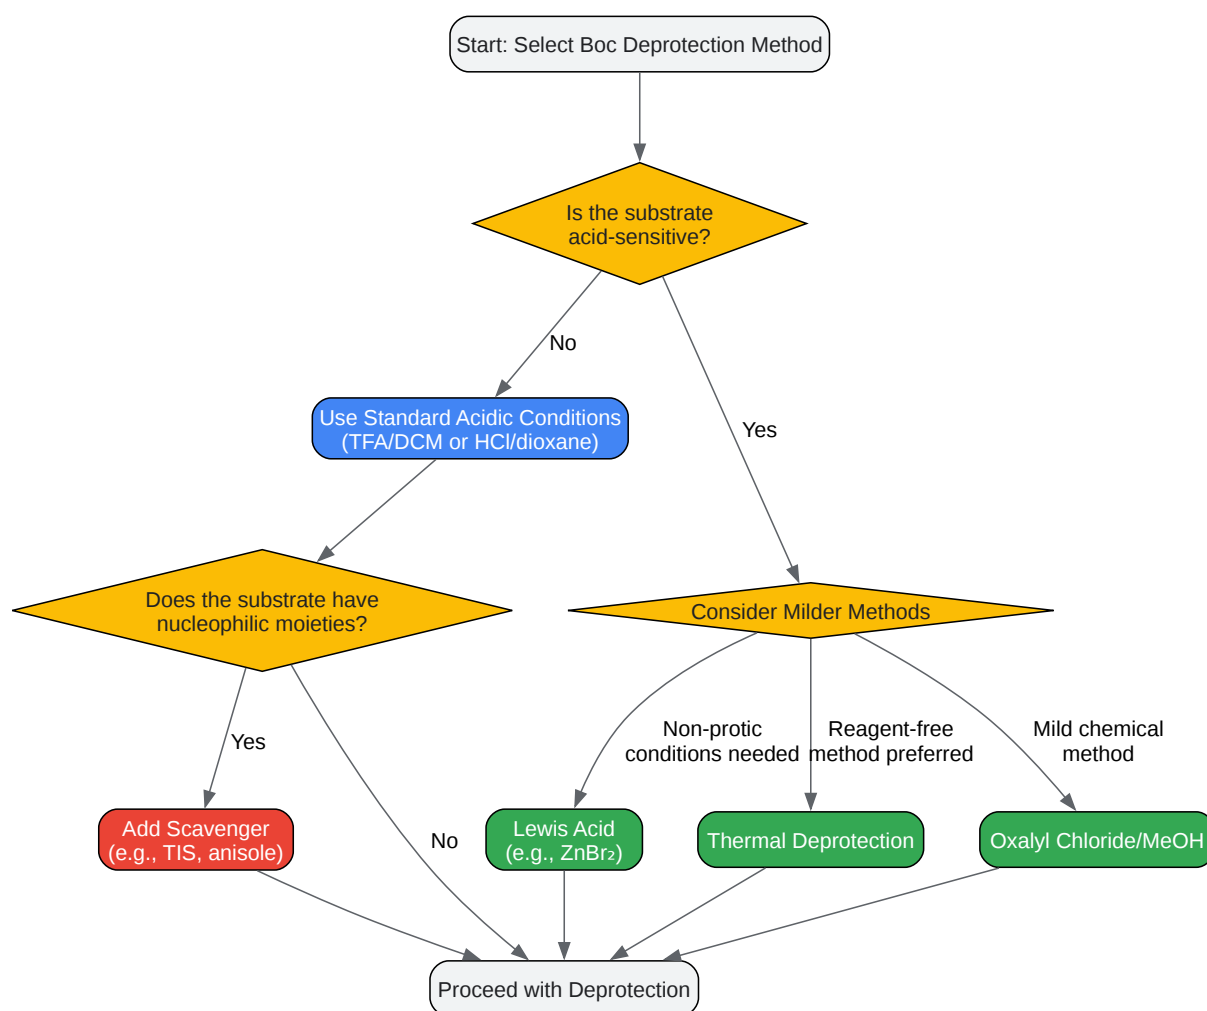 Start: Select Boc Deprotection Method
Is the substrate
acid-sensitive?
No
Use Standard Acidic Conditions
(TFA/DCM or HCl/dioxane)
Yes
Does the substrate have
nucleophilic moieties?
Consider Milder Methods
Yes
No
Non-protic
conditions needed
Reagent-free
method preferred
Mild chemical
method
Add Scavenger
(e.g., TIS, anisole)
Lewis Acid
(e.g., ZnBr₂)
Thermal Deprotection
Oxalyl Chloride/MeOH
Proceed with Deprotection